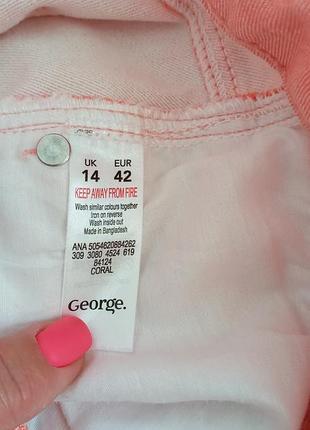 UK EUR
14 42
KEEP AWAY FROM FIRE
Wash similar colours together
Iron on reverse
Wash inside out
Made in Bangladesh
ANA 5054620884262
309 3080 4524 619
84124
CORAL
George.